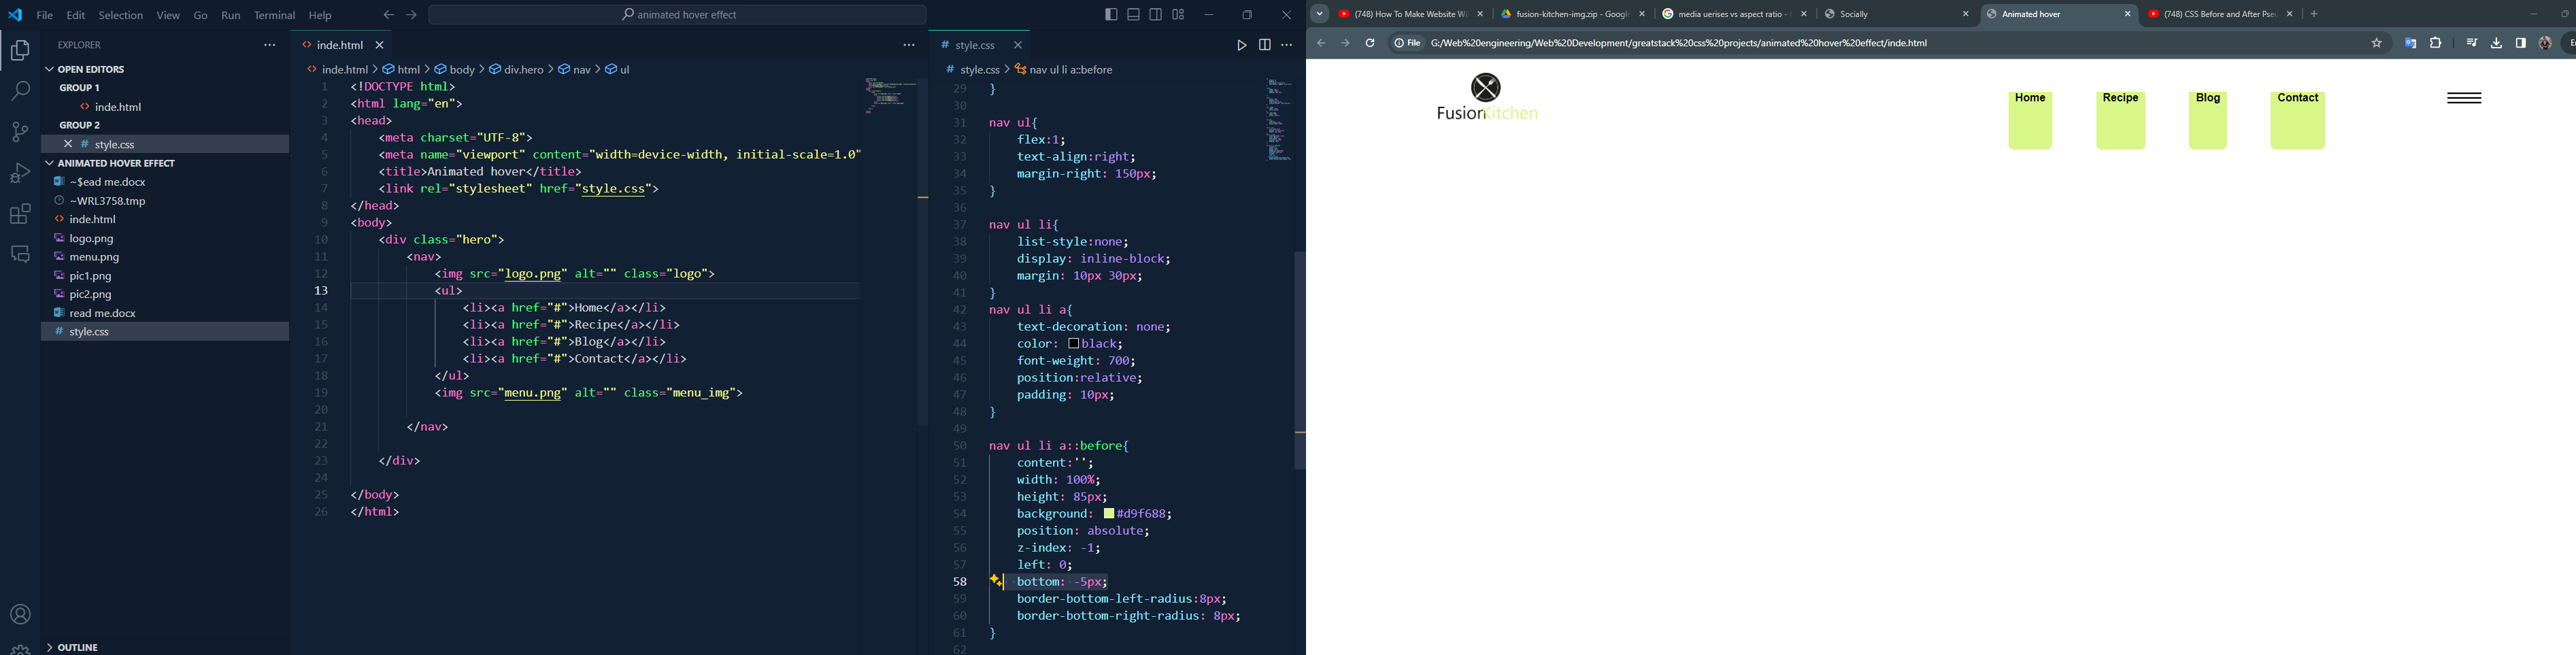 File Edit Selection View Go Run Terminal Help
animated hover effect
EXPLORER
OPEN EDITORS
GROUP 1
inde.html
GROUP 2
style.css
ANIMATED HOVER EFFECT
~$ead me.docx
~WRL3758.tmp
inde.html
logo.png
menu.png
pic1.png
pic2.png
read me.docx
style.css
OUTLINE
inde.html
inde.html > html > body > div.hero > nav > ul
1 <!DOCTYPE html>
2 <html lang="en">
3 <head>
4 <meta charset="UTF-8">
5 <meta name="viewport" content="width=device-width, initial-scale=1.0"
6 <title>Animated hover</title>
7 <link rel="stylesheet" href="style.css">
8 </head>
9 <body>
10 <div class="hero">
11 <nav>
12 <img src="logo.png" alt="" class="logo">
13 <ul>
14 <li><a href="#">Home</a></li>
15 <li><a href="#">Recipe</a></li>
16 <li><a href="#">Blog</a></li>
17 <li><a href="#">Contact</a></li>
18 </ul>
19 <img src="menu.png" alt="" class="menu_img">
20
21 </nav>
22
23 </div>
24
25 </body>
26 </html>
style.css
style.css > nav ul li a::before
29 }
30
31 nav ul{
32 flex:1;
33 text-align:right;
34 margin-right: 150px;
35 }
36
37 nav ul li{
38 list-style:none;
39 display: inline-block;
40 margin: 10px 30px;
41 }
42 nav ul li a{
43 text-decoration: none;
44 color: black;
45 font-weight: 700;
46 position:relative;
47 padding: 10px;
48 }
49
50 nav ul li a::before{
51 content:'';
52 width: 100%;
53 height: 85px;
54 background: #d9f688;
55 position: absolute;
56 z-index: -1;
57 left: 0;
58 bottom: -5px;
59 border-bottom-left-radius:8px;
60 border-bottom-right-radius: 8px;
61 }
62
(748) How To Make Website Wi
fusion-kitchen-img.zip - Google
media uerises vs aspect ratio -
Socially
Animated hover
(748) CSS Before and After Pse
File G:/Web%20engineering/Web%20Development/greatstack%20css%20projects/animated%20hover%20effect/inde.html
FusionKitchen
Home Recipe Blog Contact